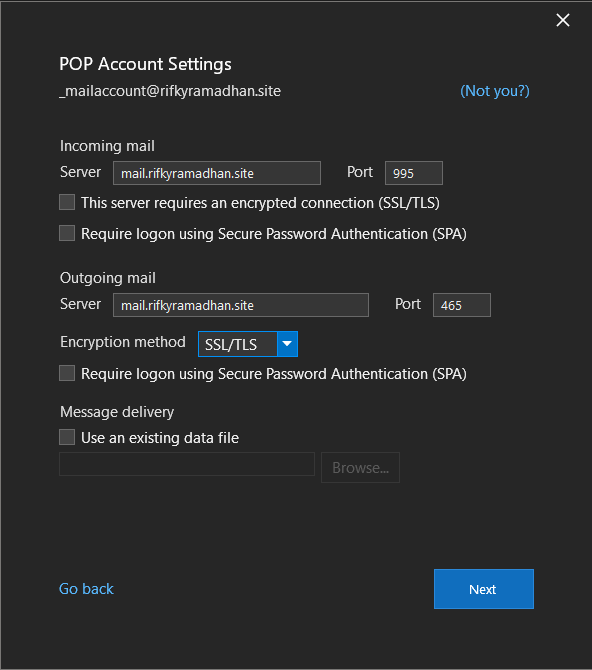 POP Account Settings
_mailaccount@rifkyramadhan.site (Not you?)
Incoming mail
Server mail.rifkyramadhan.site Port 995
This server requires an encrypted connection (SSL/TLS)
Require logon using Secure Password Authentication (SPA)
Outgoing mail
Server mail.rifkyramadhan.site Port 465
Encryption method SSL/TLS
Require logon using Secure Password Authentication (SPA)
Message delivery
Use an existing data file
Browse...
Go back Next